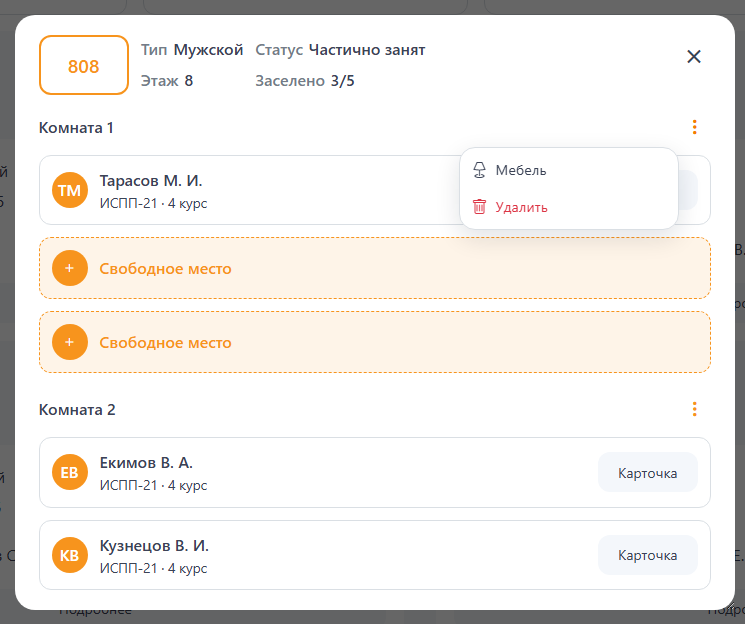 808
Тип Мужской Статус Частично занят
Этаж 8 Заселено 3/5
Комната 1
ТМ
Тарасов М. И.
ИСПП-21 · 4 курс
Мебель
Удалить
+ Свободное место
+ Свободное место
Комната 2
ЕВ
Екимов В. А.
ИСПП-21 · 4 курс
Карточка
КВ
Кузнецов В. И.
ИСПП-21 · 4 курс
Карточка
Подробнее